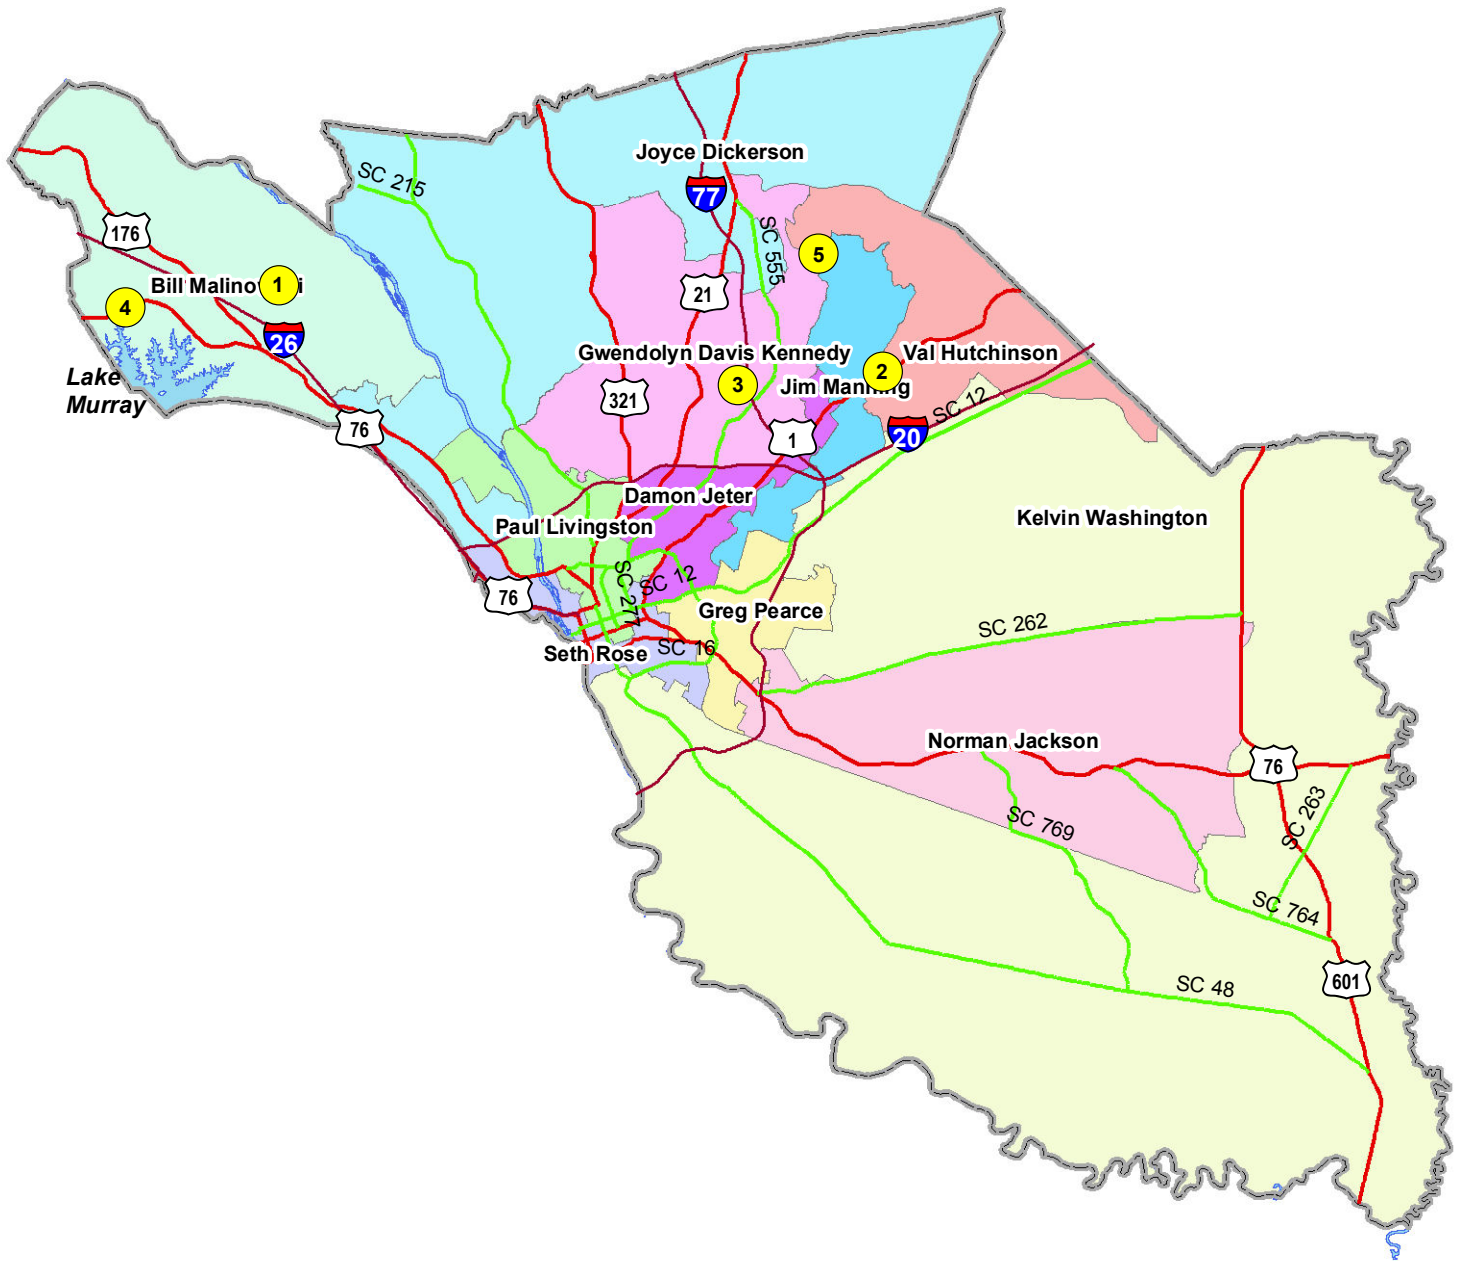 Joyce Dickerson
SC 215
77
176
SC 555
5
Bill Malino
i
1
4
21
26
Gwendolyn Davis Kennedy
Val Hutchinson
2
Lake
Murray
3
Jim Manning
321
SC 12
76
1
20
Damon Jeter
Paul Livingston
Kelvin Washington
SC 277
SC 12
76
Greg Pearce
SC 262
Seth Rose
SC 16
Norman Jackson
76
SC 769
SC 263
SC 764
601
SC 48